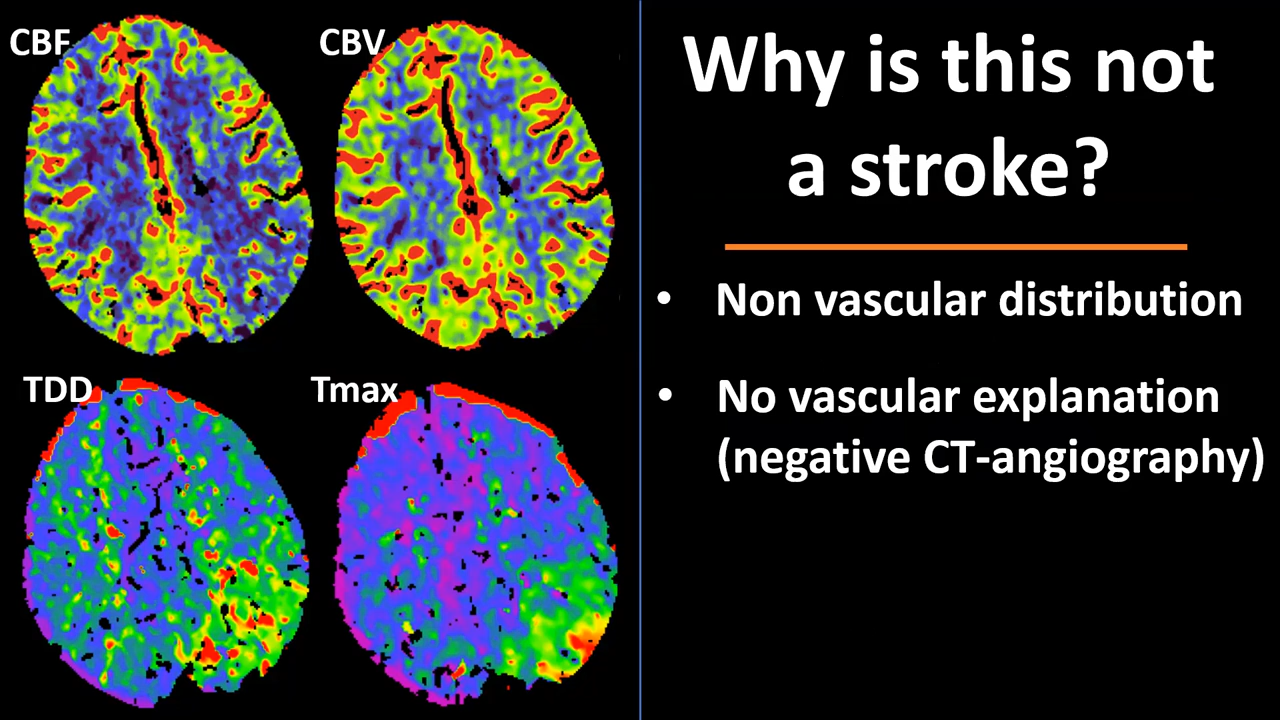 CBF
CBV
TDD
Tmax
Why is this not
a stroke?
• Non vascular distribution
• No vascular explanation
(negative CT-angiography)